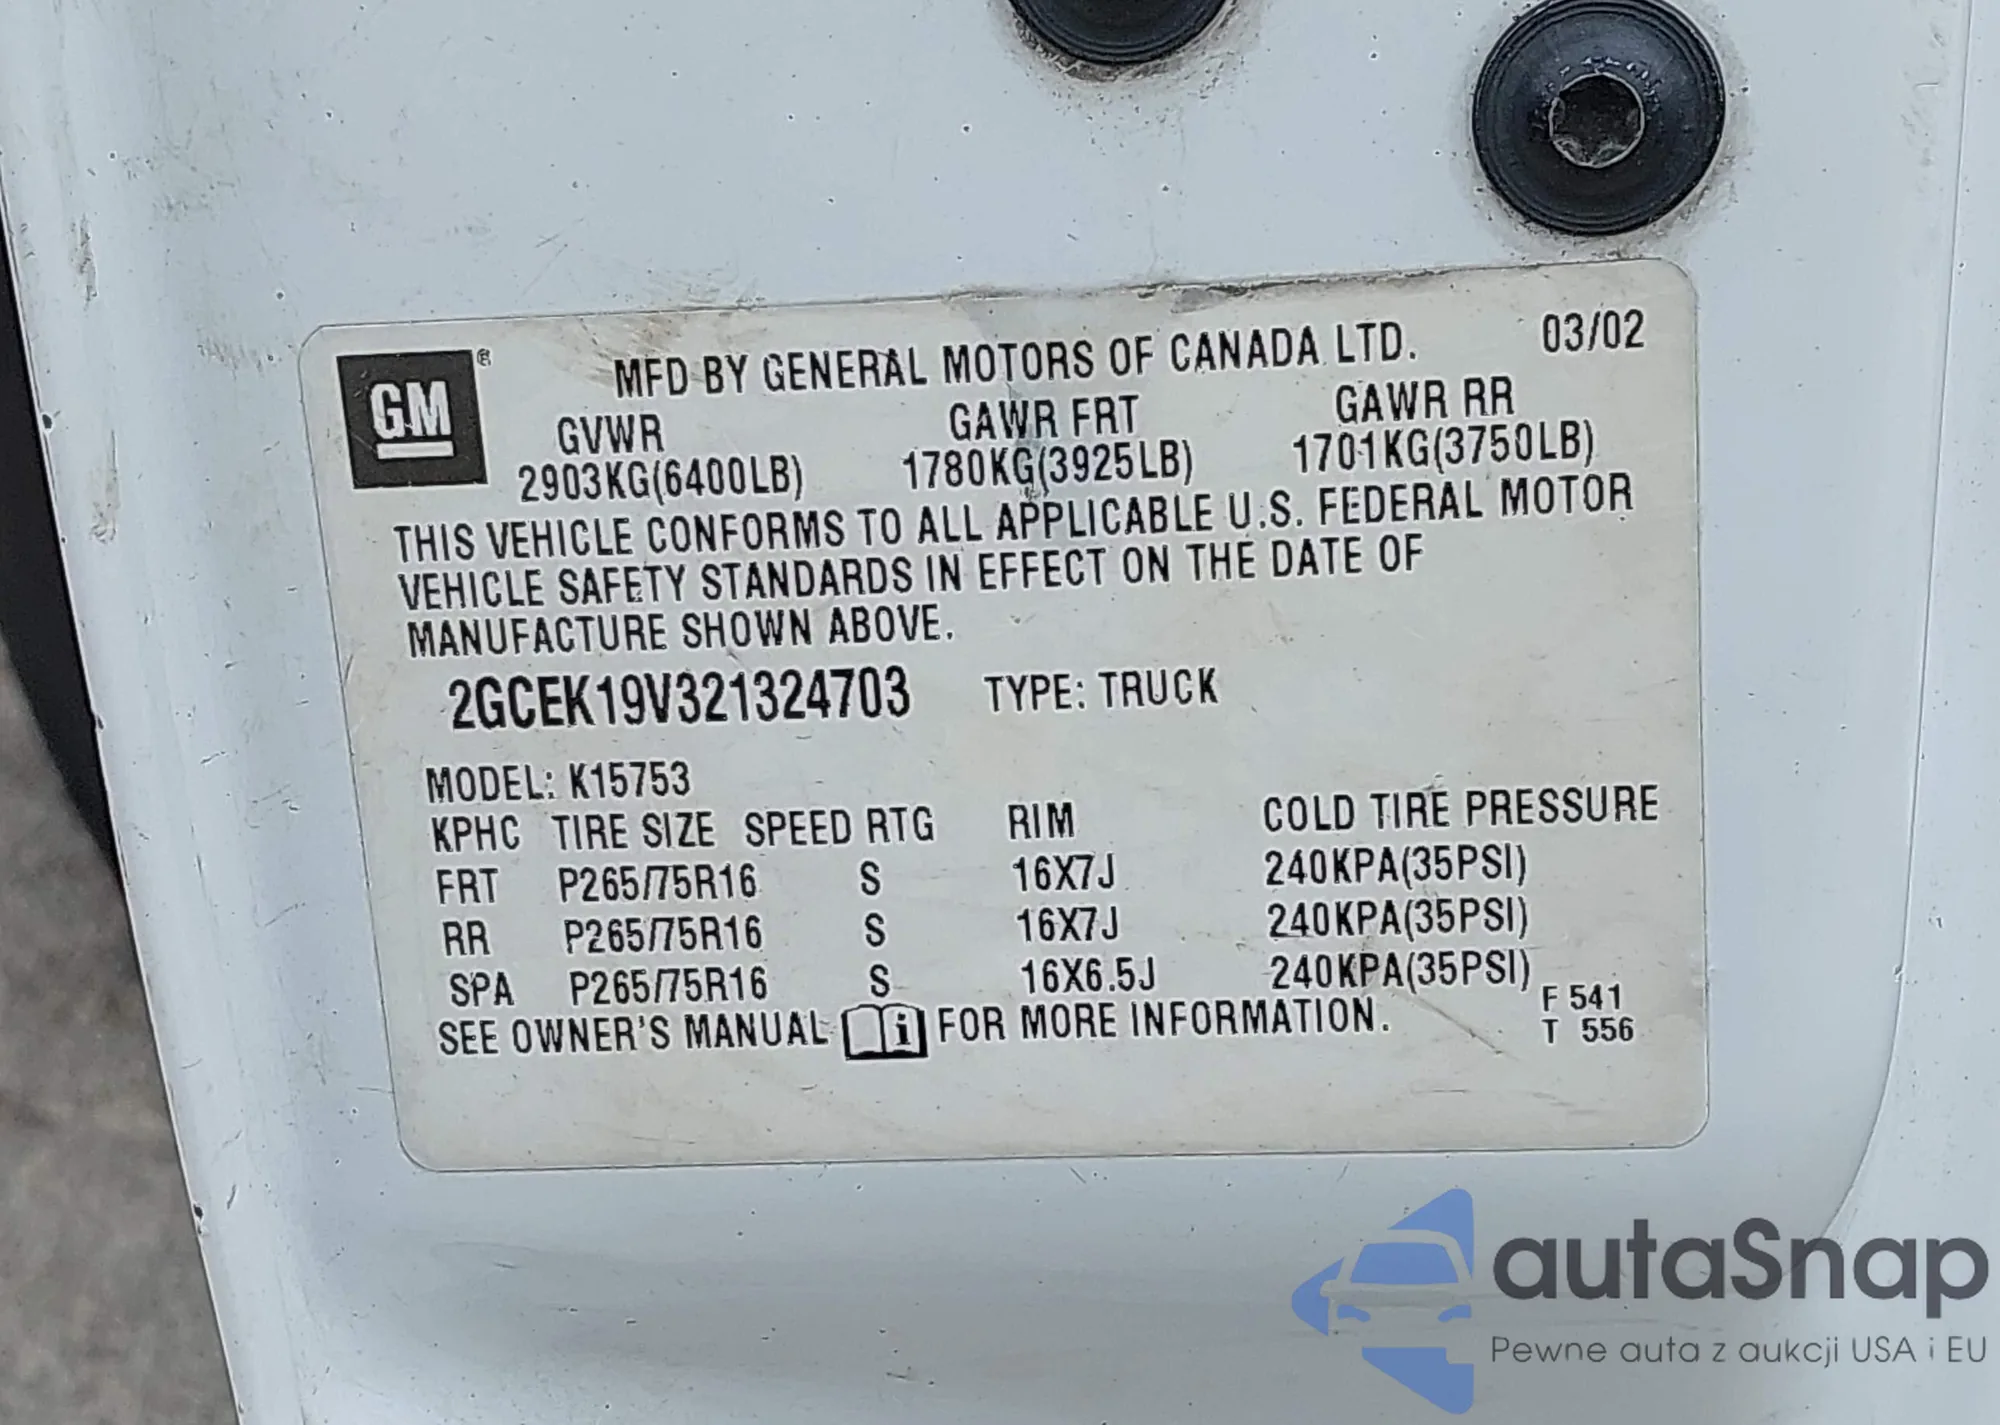 GM ®
MFD BY GENERAL MOTORS OF CANADA LTD. 03/02
GVWR GAWR FRT GAWR RR
2903KG(6400LB) 1780KG(3925LB) 1701KG(3750LB)
THIS VEHICLE CONFORMS TO ALL APPLICABLE U.S. FEDERAL MOTOR
VEHICLE SAFETY STANDARDS IN EFFECT ON THE DATE OF
MANUFACTURE SHOWN ABOVE.
2GCEK19V321324703 TYPE: TRUCK
MODEL: K15753
KPHC TIRE SIZE SPEED RTG RIM COLD TIRE PRESSURE
FRT P265/75R16 S 16X7J 240KPA(35PSI)
RR P265/75R16 S 16X7J 240KPA(35PSI)
SPA P265/75R16 S 16X6.5J 240KPA(35PSI)
SEE OWNER'S MANUAL i FOR MORE INFORMATION.
F 541
T 556
autaSnap
Pewne auta z aukcji USA i EU